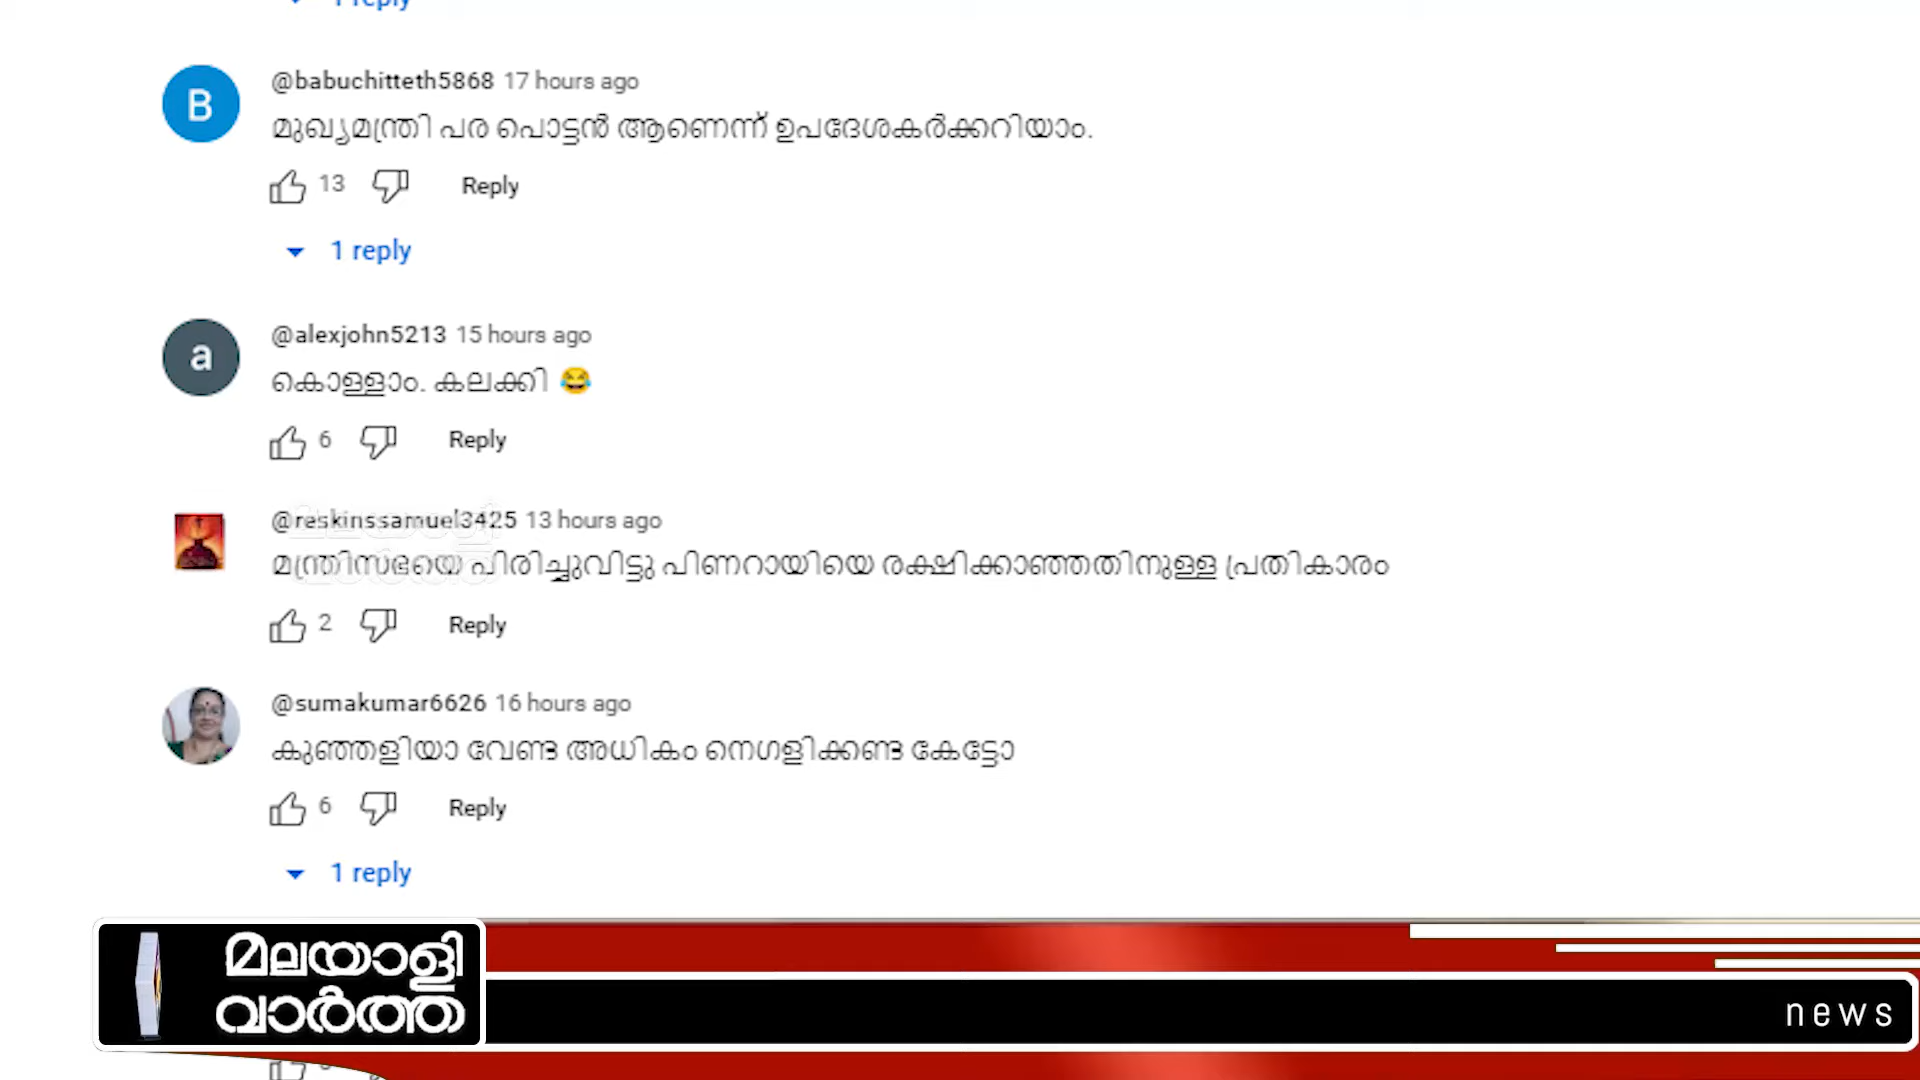 1 reply
@babuchitteth5868 17 hours ago
മുഖ്യമന്ത്രി പര പൊട്ടൻ ആണെന്ന് ഉപദേശകർക്കറിയാം.
13 Reply
1 reply
@alexjohn5213 15 hours ago
കൊള്ളാം. കലക്കി 😂
6 Reply
@reskinssamuel3425 13 hours ago
മന്ത്രിസഭയെ പിരിച്ചുവിട്ടു പിണറായിയെ രക്ഷിക്കാഞ്ഞതിനുള്ള പ്രതികാരം
2 Reply
@sumakumar6626 16 hours ago
കുഞ്ഞളിയാ വേണ്ട അധികം നെഗളിക്കണ്ട കേട്ടോ
6 Reply
1 reply
മലയാളി
വാർത്ത
news